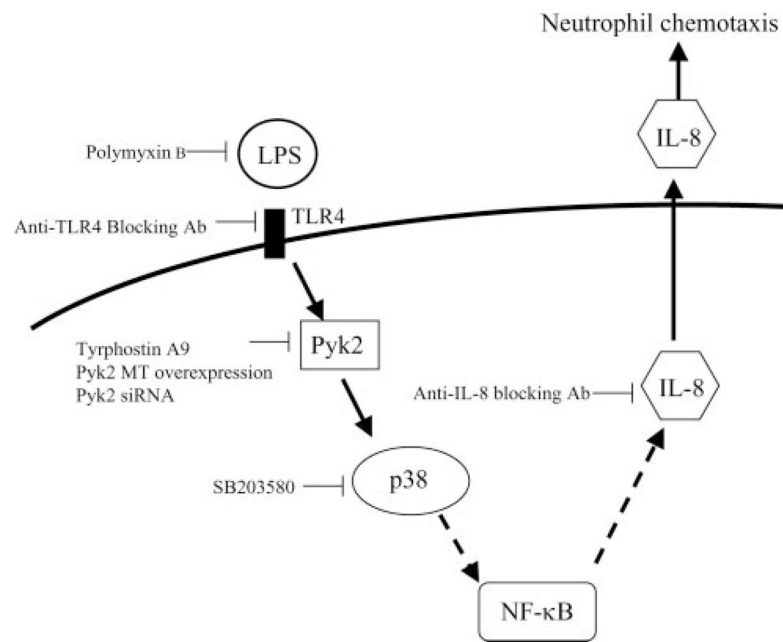 Neutrophil chemotaxis
IL-8
Polymyxin B
LPS
Anti-TLR4 Blocking Ab
TLR4
Tyrphostin A9
Pyk2 MT overexpression
Pyk2 siRNA
Pyk2
Anti-IL-8 blocking Ab
IL-8
SB203580
p38
NF-κB